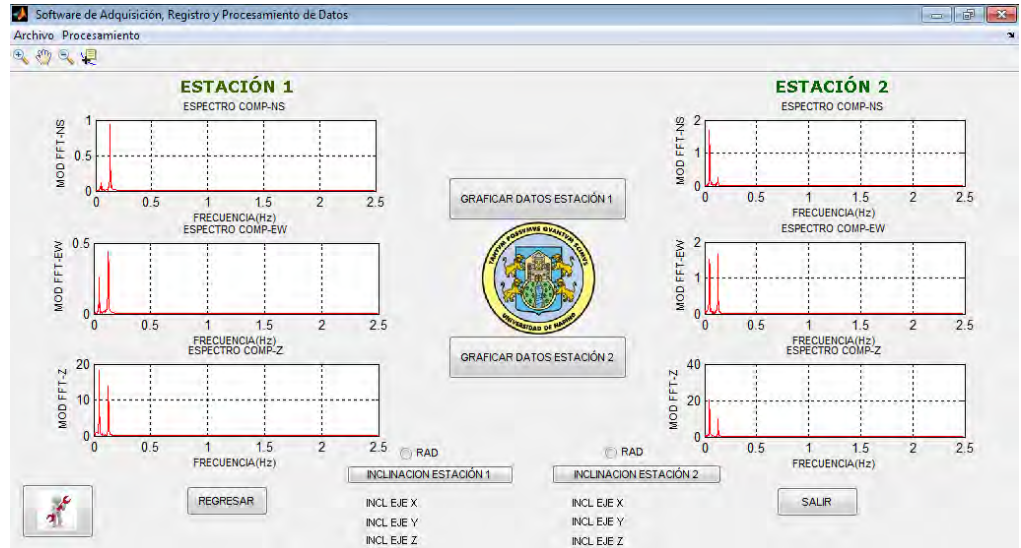 Software de Adquisición, Registro y Procesamiento de Datos
Archivo Procesamiento
ESTACIÓN 1
ESPECTRO COMP-NS
MOD FFT-NS
1
0.5
0
0 0.5 1 1.5 2 2.5
FRECUENCIA(Hz)
ESPECTRO COMP-EW
MOD FFT-EW
0.5
0
0 0.5 1 1.5 2 2.5
FRECUENCIA(Hz)
ESPECTRO COMP-Z
MOD FFT-Z
20
10
0
0 0.5 1 1.5 2 2.5
FRECUENCIA(Hz)
GRAFICAR DATOS ESTACIÓN 1
TANTVM POSSVMVS QVANTVM SCIMVS
UNIVERSIDAD DE NARIÑO
GRAFICAR DATOS ESTACIÓN 2
ESTACIÓN 2
ESPECTRO COMP-NS
MOD FFT-NS
2
1
0
0 0.5 1 1.5 2 2.5
FRECUENCIA(Hz)
ESPECTRO COMP-EW
MOD FFT-EW
2
1
0
0 0.5 1 1.5 2 2.5
FRECUENCIA(Hz)
ESPECTRO COMP-Z
MOD FFT-Z
40
20
0
0 0.5 1 1.5 2 2.5
FRECUENCIA(Hz)
RAD
INCLINACION ESTACIÓN 1
INCL EJE X
INCL EJE Y
INCL EJE Z
RAD
INCLINACION ESTACIÓN 2
INCL EJE X
INCL EJE Y
INCL EJE Z
REGRESAR
SALIR